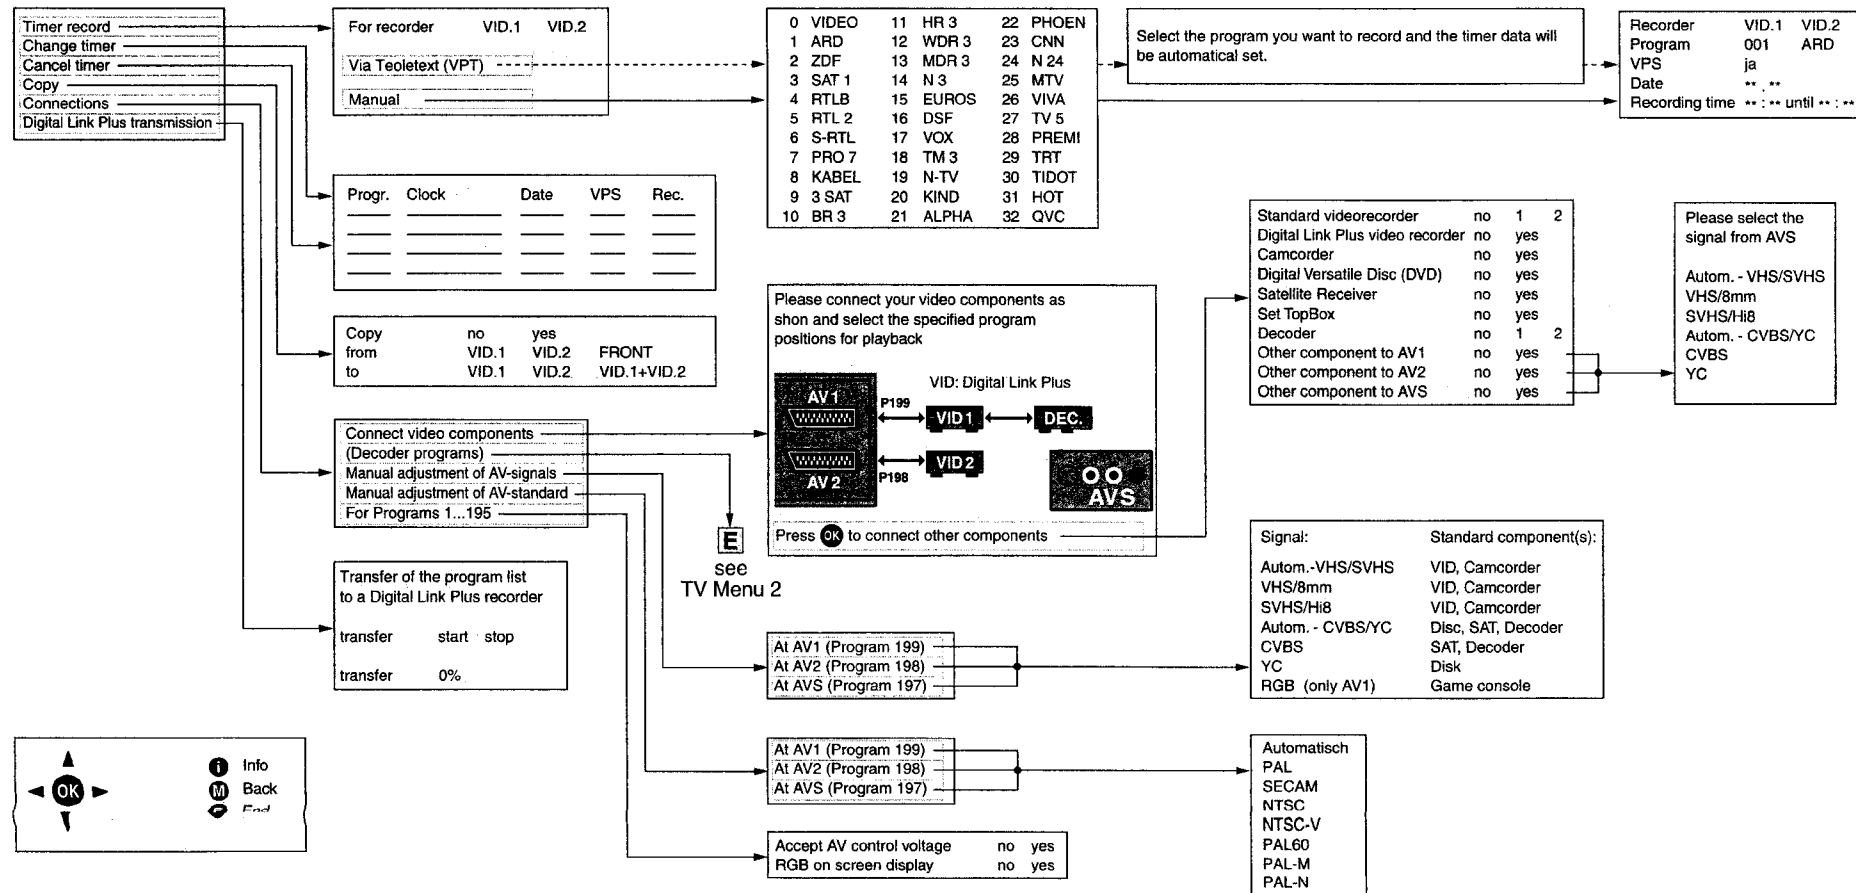 Timer record
Change timer
Cancel timer
Copy
Connections
Digital Link Plus transmission
For recorder VID.1 VID.2
Via Teoletext (VPT)
Manual
0 VIDEO 11 HR 3 22 PHOEN
1 ARD 12 WDR 3 23 CNN
2 ZDF 13 MDR 3 24 N 24
3 SAT 1 14 N 3 25 MTV
4 RTLB 15 EUROS 26 VIVA
5 RTL 2 16 DSF 27 TV 5
6 S-RTL 17 VOX 28 PREMI
7 PRO 7 18 TM 3 29 TRT
8 KABEL 19 N-TV 30 TIDOT
9 3 SAT 20 KIND 31 HOT
10 BR 3 21 ALPHA 32 QVC
Select the program you want to record and the timer data will
be automatical set.
Recorder VID.1 VID.2
Program 001 ARD
VPS ja
Date ** . **
Recording time ** : ** until ** : **
Progr. Clock Date VPS Rec.
Copy no yes
from VID.1 VID.2 FRONT
to VID.1 VID.2 VID.1+VID.2
Connect video components
(Decoder programs)
Manual adjustment of AV-signals
Manual adjustment of AV-standard
For Programs 1...195
E
see
TV Menu 2
Please connect your video components as
shon and select the specified program
positions for playback
VID: Digital Link Plus
AV 1
P199
VID 1
DEC.
AV 2
P198
VID 2
AVS
Press OK to connect other components
Standard videorecorder no 1 2
Digital Link Plus video recorder no yes
Camcorder no yes
Digital Versatile Disc (DVD) no yes
Satellite Receiver no yes
Set TopBox no yes
Decoder no 1 2
Other component to AV1 no yes
Other component to AV2 no yes
Other component to AVS no yes
Please select the
signal from AVS
Autom. - VHS/SVHS
VHS/8mm
SVHS/Hi8
Autom. - CVBS/YC
CVBS
YC
Transfer of the program list
to a Digital Link Plus recorder
transfer start stop
transfer 0%
At AV1 (Program 199)
At AV2 (Program 198)
At AVS (Program 197)
Signal: Standard component(s):
Autom.-VHS/SVHS VID, Camcorder
VHS/8mm VID, Camcorder
SVHS/Hi8 VID, Camcorder
Autom. - CVBS/YC Disc, SAT, Decoder
CVBS SAT, Decoder
YC Disk
RGB (only AV1) Game console
At AV1 (Program 199)
At AV2 (Program 198)
At AVS (Program 197)
Automatisch
PAL
SECAM
NTSC
NTSC-V
PAL60
PAL-M
PAL-N
Accept AV control voltage no yes
RGB on screen display no yes
OK
i Info
M Back
End